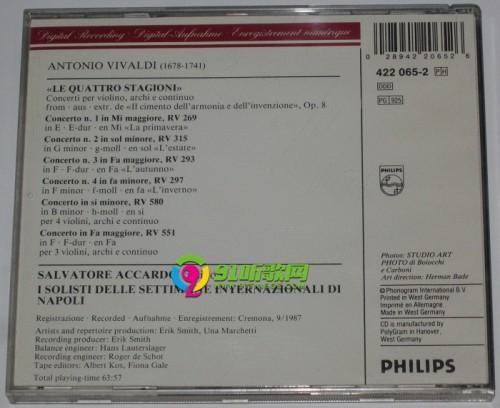 Digital Recording · Digital-Aufnahme · Enregistrement numérique
ANTONIO VIVALDI (1678-1741)
«LE QUATTRO STAGIONI»
Concerti per violino, archi e continuo
from · aus · extr. de «Il cimento dell'armonia e dell'invenzione», Op. 8
Concerto n. 1 in Mi maggiore, RV 269
in E · E-dur · en Mi «La primavera»
Concerto n. 2 in sol minore, RV 315
in G minor · g-moll · en sol «L'estate»
Concerto n. 3 in Fa maggiore, RV 293
in F · F-dur · en Fa «L'autunno»
Concerto n. 4 in fa minore, RV 297
in F minor · f-moll · en fa «L'inverno»
Concerto in si minore, RV 580
in B minor · h-moll · en si
per 4 violini, archi e continuo
Concerto in Fa maggiore, RV 551
in F · F-dur · en Fa
per 3 violini, archi e continuo
SALVATORE ACCARDO
I SOLISTI DELLE SETTIMANE INTERNAZIONALI DI
NAPOLI
Registrazione · Recorded · Aufnahme · Enregistrement: Cremona, 9/1987
Artists and repertoire production: Erik Smith, Una Marchetti
Recording producer: Erik Smith
Balance engineer: Hans Lauterslager
Recording engineer: Roger de Schot
Tape editors: Albert Kos, Fiona Gale
Total playing-time 63:57
0 28942 20652 6
422 065-2 PH
DDD
PG 925
PHILIPS
Photos: STUDIO ART
PHOTO di Boiocchi
e Carboni
Art direction: Herman Bade
Phonogram International B.V.
Printed in West Germany
Imprimé en Allemagne
Made in West Germany
CD is manufactured by
PolyGram in Hanover,
West Germany
PHILIPS
91听歌网